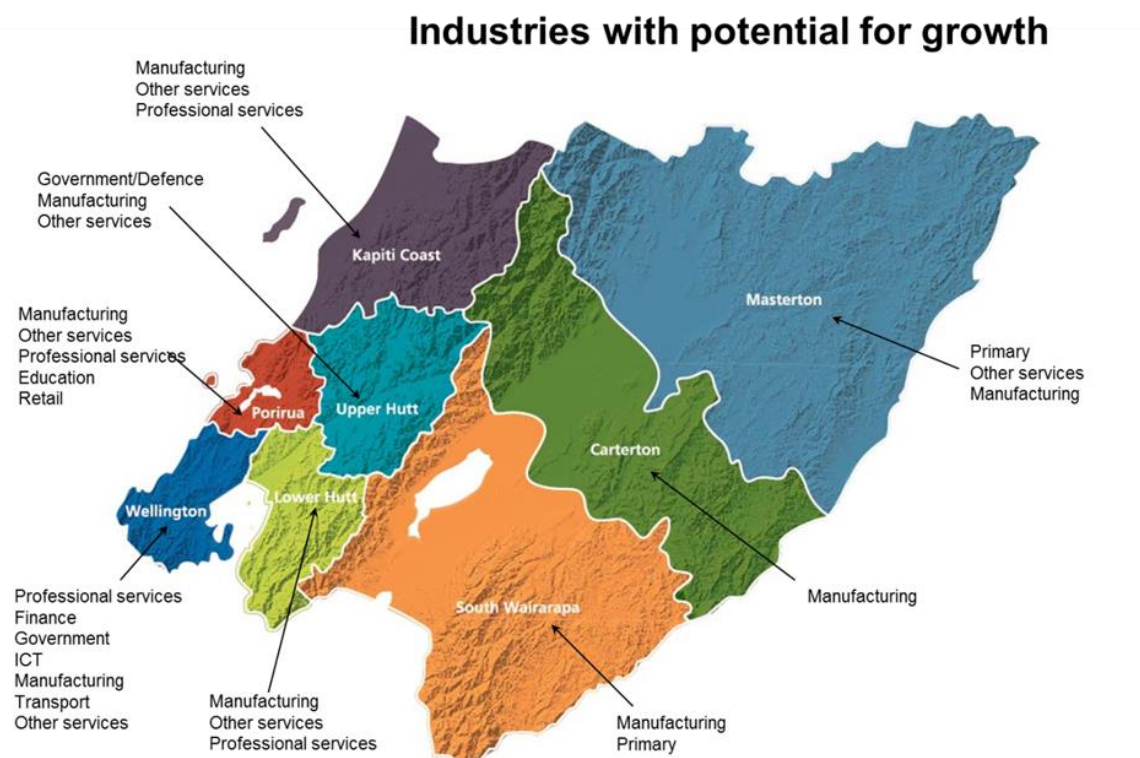 Industries with potential for growth
Manufacturing
Other services
Professional services
Government/Defence
Manufacturing
Other services
Kapiti Coast
Masterton
Manufacturing
Other services
Professional services
Education
Retail
Primary
Other services
Manufacturing
Porirua
Upper Hutt
Carterton
Lower Hutt
Wellington
South Wairarapa
Manufacturing
Professional services
Finance
Government
ICT
Manufacturing
Transport
Other services
Manufacturing
Other services
Professional services
Manufacturing
Primary